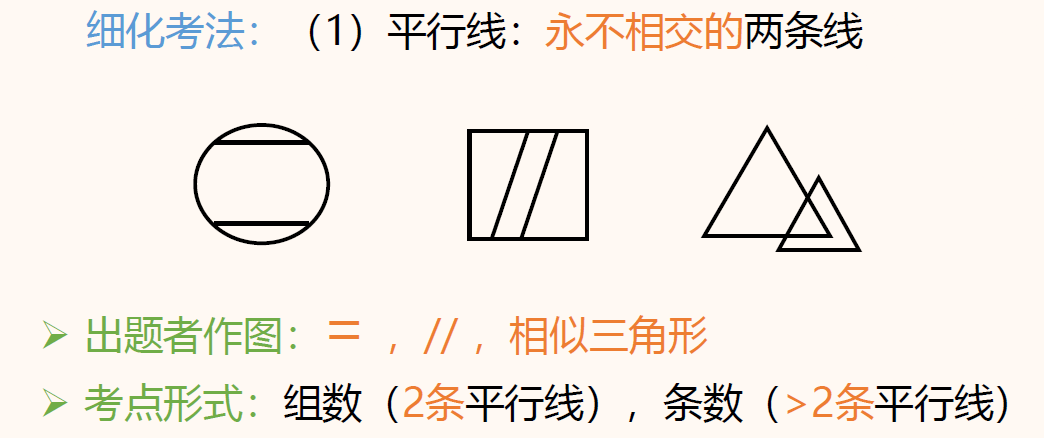 细化考法：（1）平行线：永不相交的两条线
出题者作图：＝，//，相似三角形
考点形式：组数（2条平行线），条数（>2条平行线）